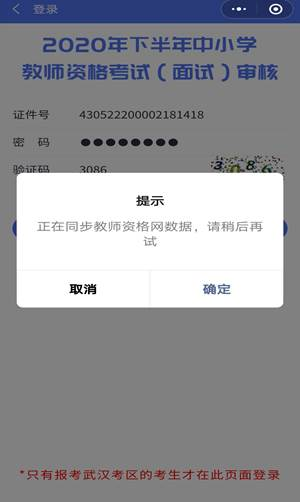 登录
2020年下半年中小学
教师资格考试（面试）审核
证件号 430522200002181418
密 码 ●●●●●●●●
验证码 3086 3086
提示
正在同步教师资格网数据，请稍后再
试
取消 确定
*只有报考武汉考区的考生才在此页面登录